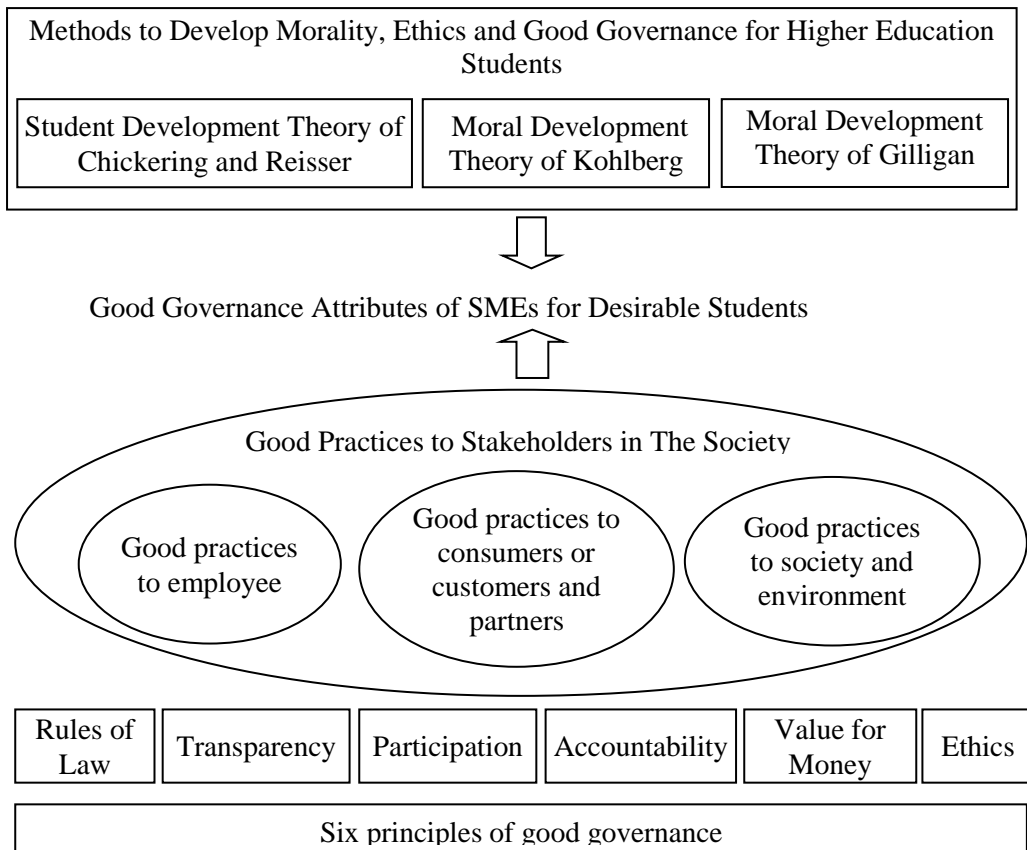 Methods to Develop Morality, Ethics and Good Governance for Higher Education
Students
Student Development Theory of
Chickering and Reisser
Moral Development
Theory of Kohlberg
Moral Development
Theory of Gilligan
Good Governance Attributes of SMEs for Desirable Students
Good Practices to Stakeholders in The Society
Good practices
to employee
Good practices to
consumers or
customers and
partners
Good practices
to society and
environment
Rules of
Law
Transparency
Participation
Accountability
Value for
Money
Ethics
Six principles of good governance